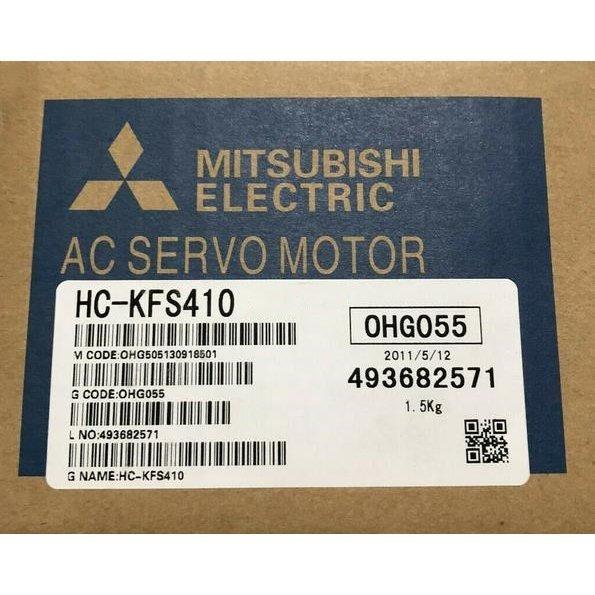 MITSUBISHI
ELECTRIC
AC SERVO MOTOR
HC-KFS410
M CODE:OHG505130918501
G CODE:OHG055
L NO:493682571
G NAME:HC-KFS410
OHG055
2011/5/12
493682571
1.5Kg